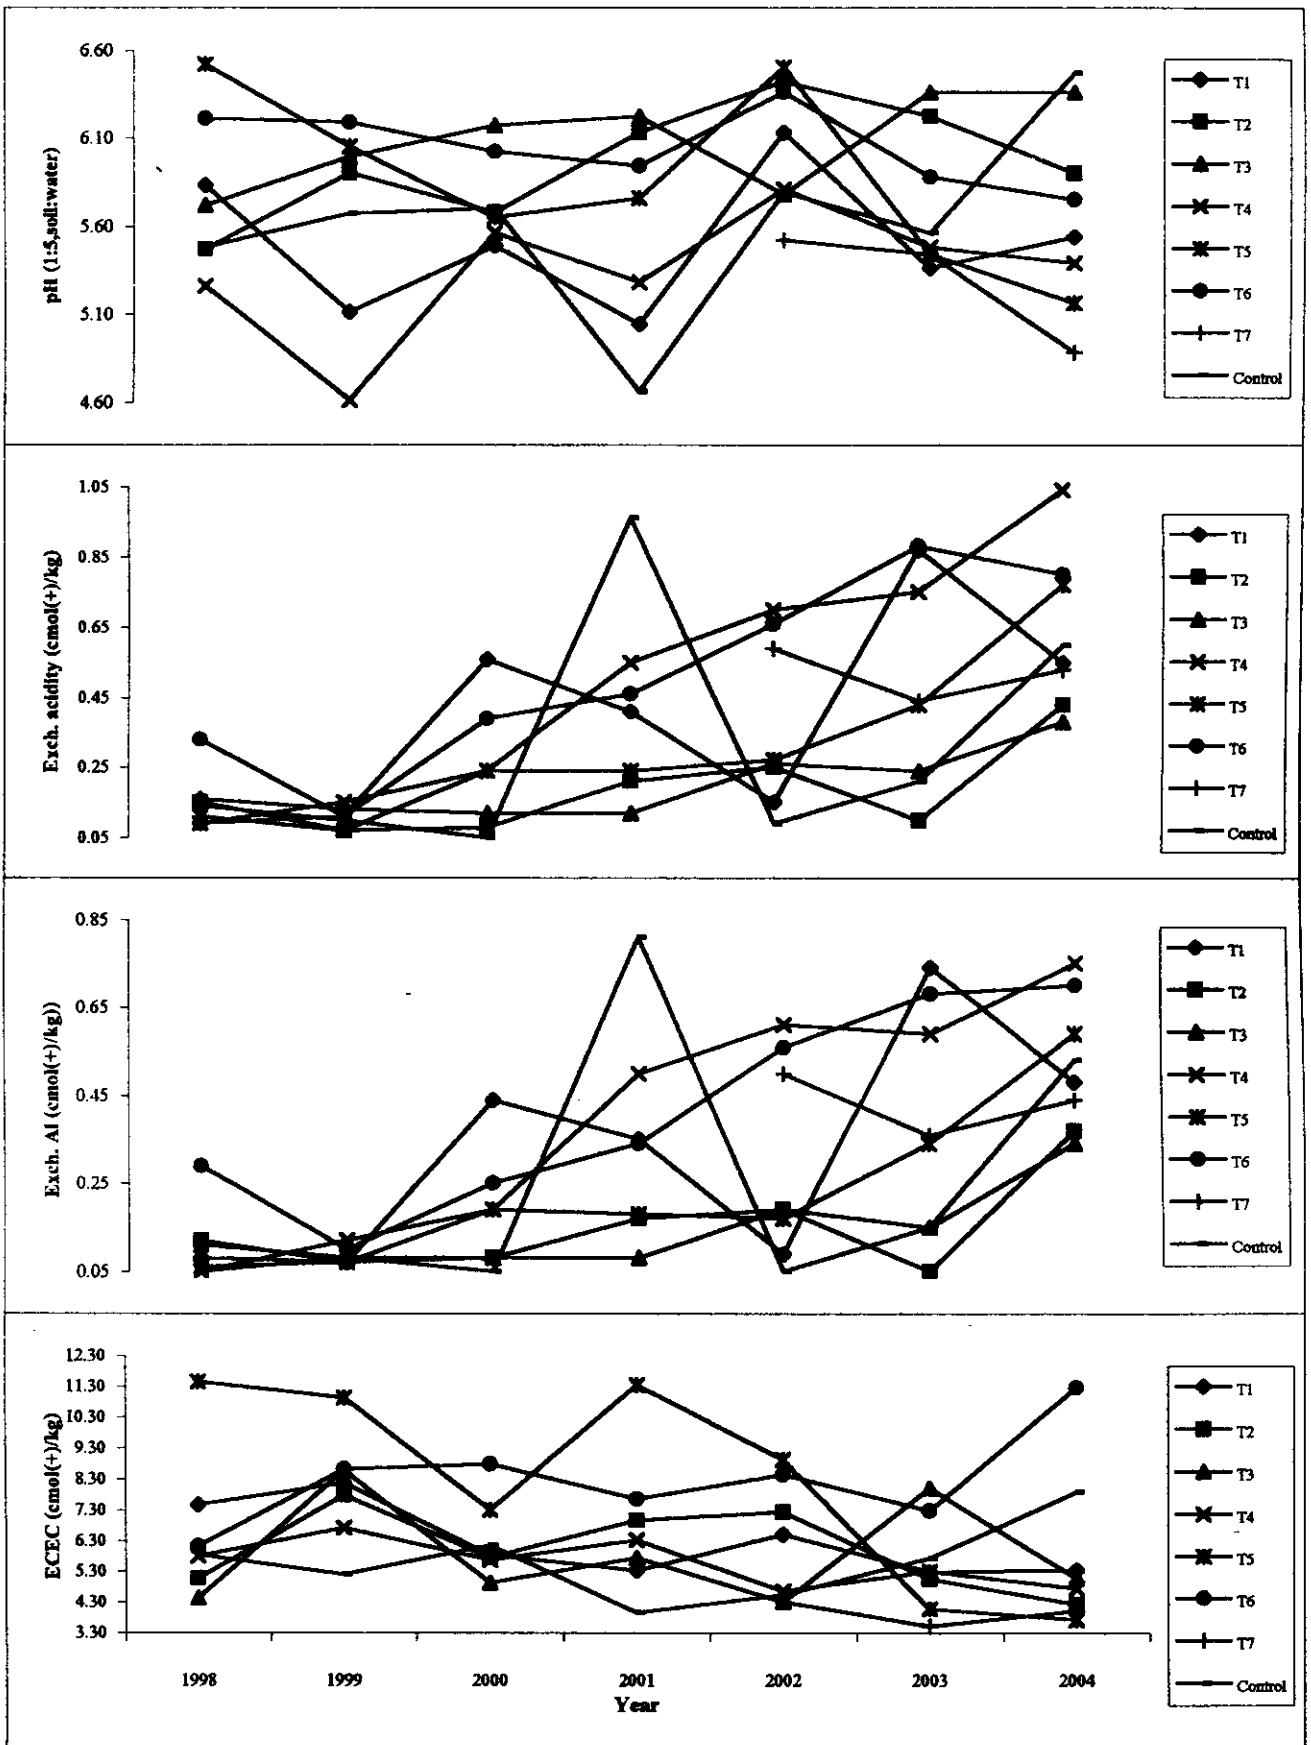 6.60
6.10
5.60
5.10
4.60
pH (1:5,soil:water)
T1
T2
T3
T4
T5
T6
T7
Control
1.05
0.85
0.65
0.45
0.25
0.05
Exch. acidity (cmol(+)/kg)
T1
T2
T3
T4
T5
T6
T7
Control
0.85
0.65
0.45
0.25
0.05
Exch. Al (cmol(+)/kg))
T1
T2
T3
T4
T5
T6
T7
Control
12.30
11.30
10.30
9.30
8.30
7.30
6.30
5.30
4.30
3.30
ECEC (cmol(+)/kg)
T1
T2
T3
T4
T5
T6
T7
Control
1998 1999 2000 2001 2002 2003 2004
Year